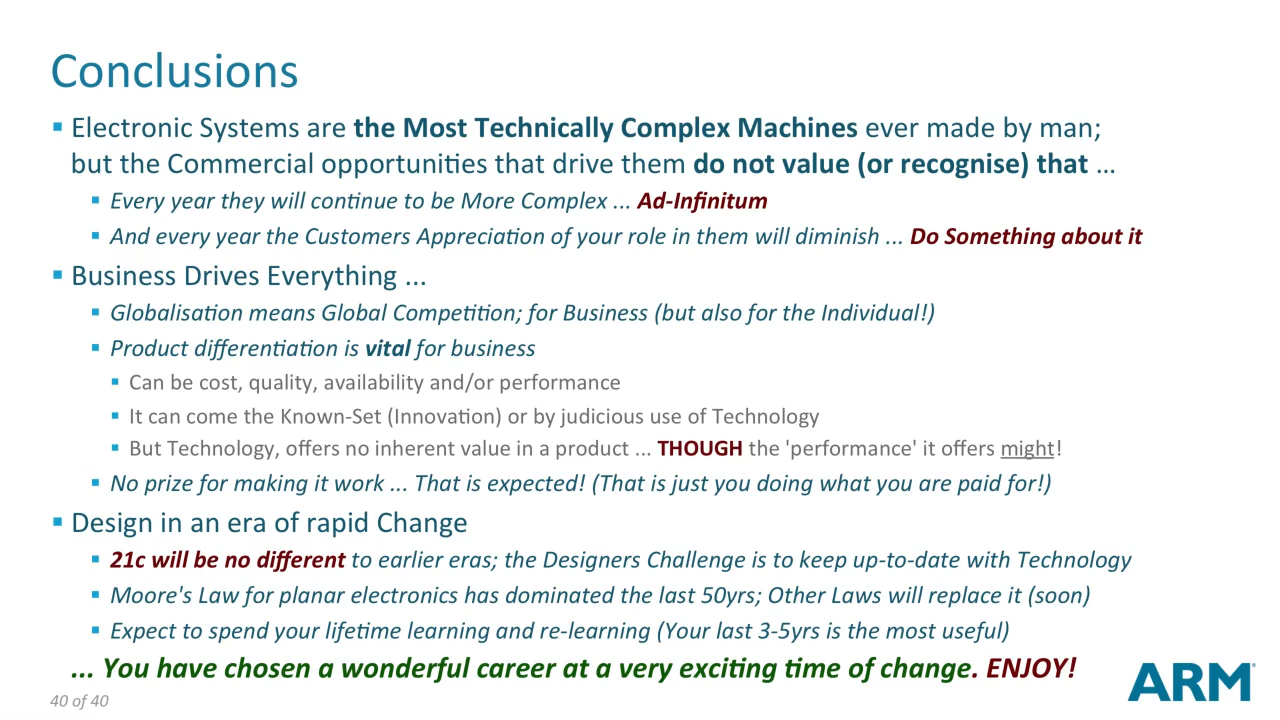 Conclusions
▪ Electronic Systems are the Most Technically Complex Machines ever made by man;
but the Commercial opportunities that drive them do not value (or recognise) that ...
▪ Every year they will continue to be More Complex ... Ad-Infinitum
▪ And every year the Customers Appreciation of your role in them will diminish ... Do Something about it
▪ Business Drives Everything ...
▪ Globalisation means Global Competition; for Business (but also for the Individual!)
▪ Product differentiation is vital for business
▪ Can be cost, quality, availability and/or performance
▪ It can come the Known-Set (Innovation) or by judicious use of Technology
▪ But Technology, offers no inherent value in a product ... THOUGH the 'performance' it offers might!
▪ No prize for making it work ... That is expected! (That is just you doing what you are paid for!)
▪ Design in an era of rapid Change
▪ 21c will be no different to earlier eras; the Designers Challenge is to keep up-to-date with Technology
▪ Moore's Law for planar electronics has dominated the last 50yrs; Other Laws will replace it (soon)
▪ Expect to spend your lifetime learning and re-learning (Your last 3-5yrs is the most useful)
... You have chosen a wonderful career at a very exciting time of change. ENJOY!
40 of 40
ARM